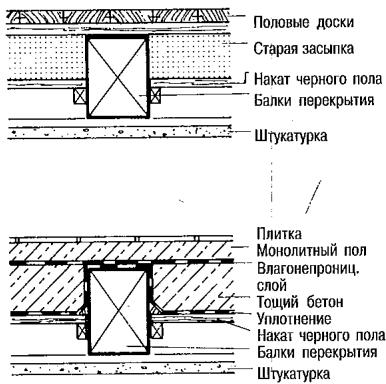 Половые доски
Старая засыпка
Накат черного пола
Балки перекрытия
Штукатурка
Плитка
Монолитный пол
Влагонепрониц.
слой
Тощий бетон
Уплотнение
Накат черного пола
Балки перекрытия
Штукатурка